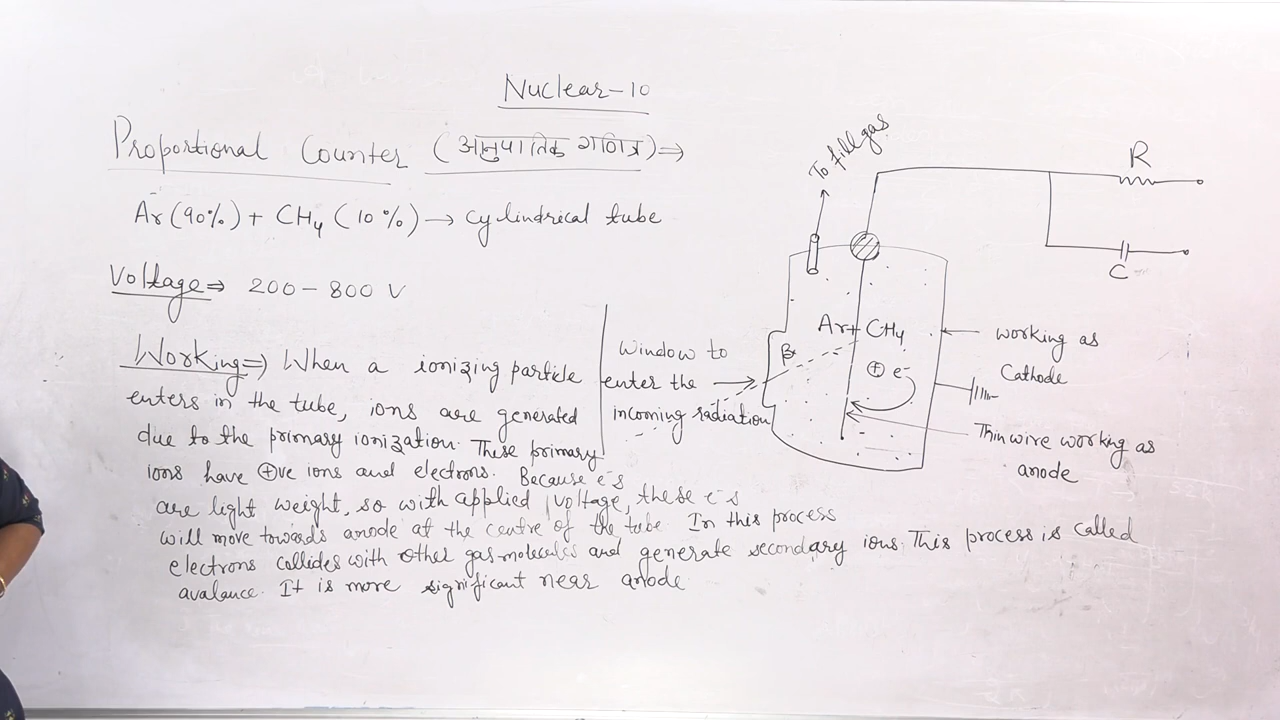 Nuclear-10
Proportional Counter (आनुपातिक गणित्र) ⇒
Ar(90%) + CH4 (10%) → cylindrical tube
Voltage ⇒ 200 - 800 V
Working ⇒ When a ionizing particle
enters in the tube, ions are generated
due to the primary ionization. These primary
ions have ⊕ve ions and electrons. Because e-s
are light weight, so with applied voltage, these e-s
will move towards anode at the centre of the tube. In this process
electrons collides with other gas molecules and generate secondary ions. This process is called
avalance. It is more significant near anode
Window to
enter the
incoming radiation
To fill gas
R
C
Ar + CH4
⊕ e-
working as
Cathode
Thin wire working as
anode